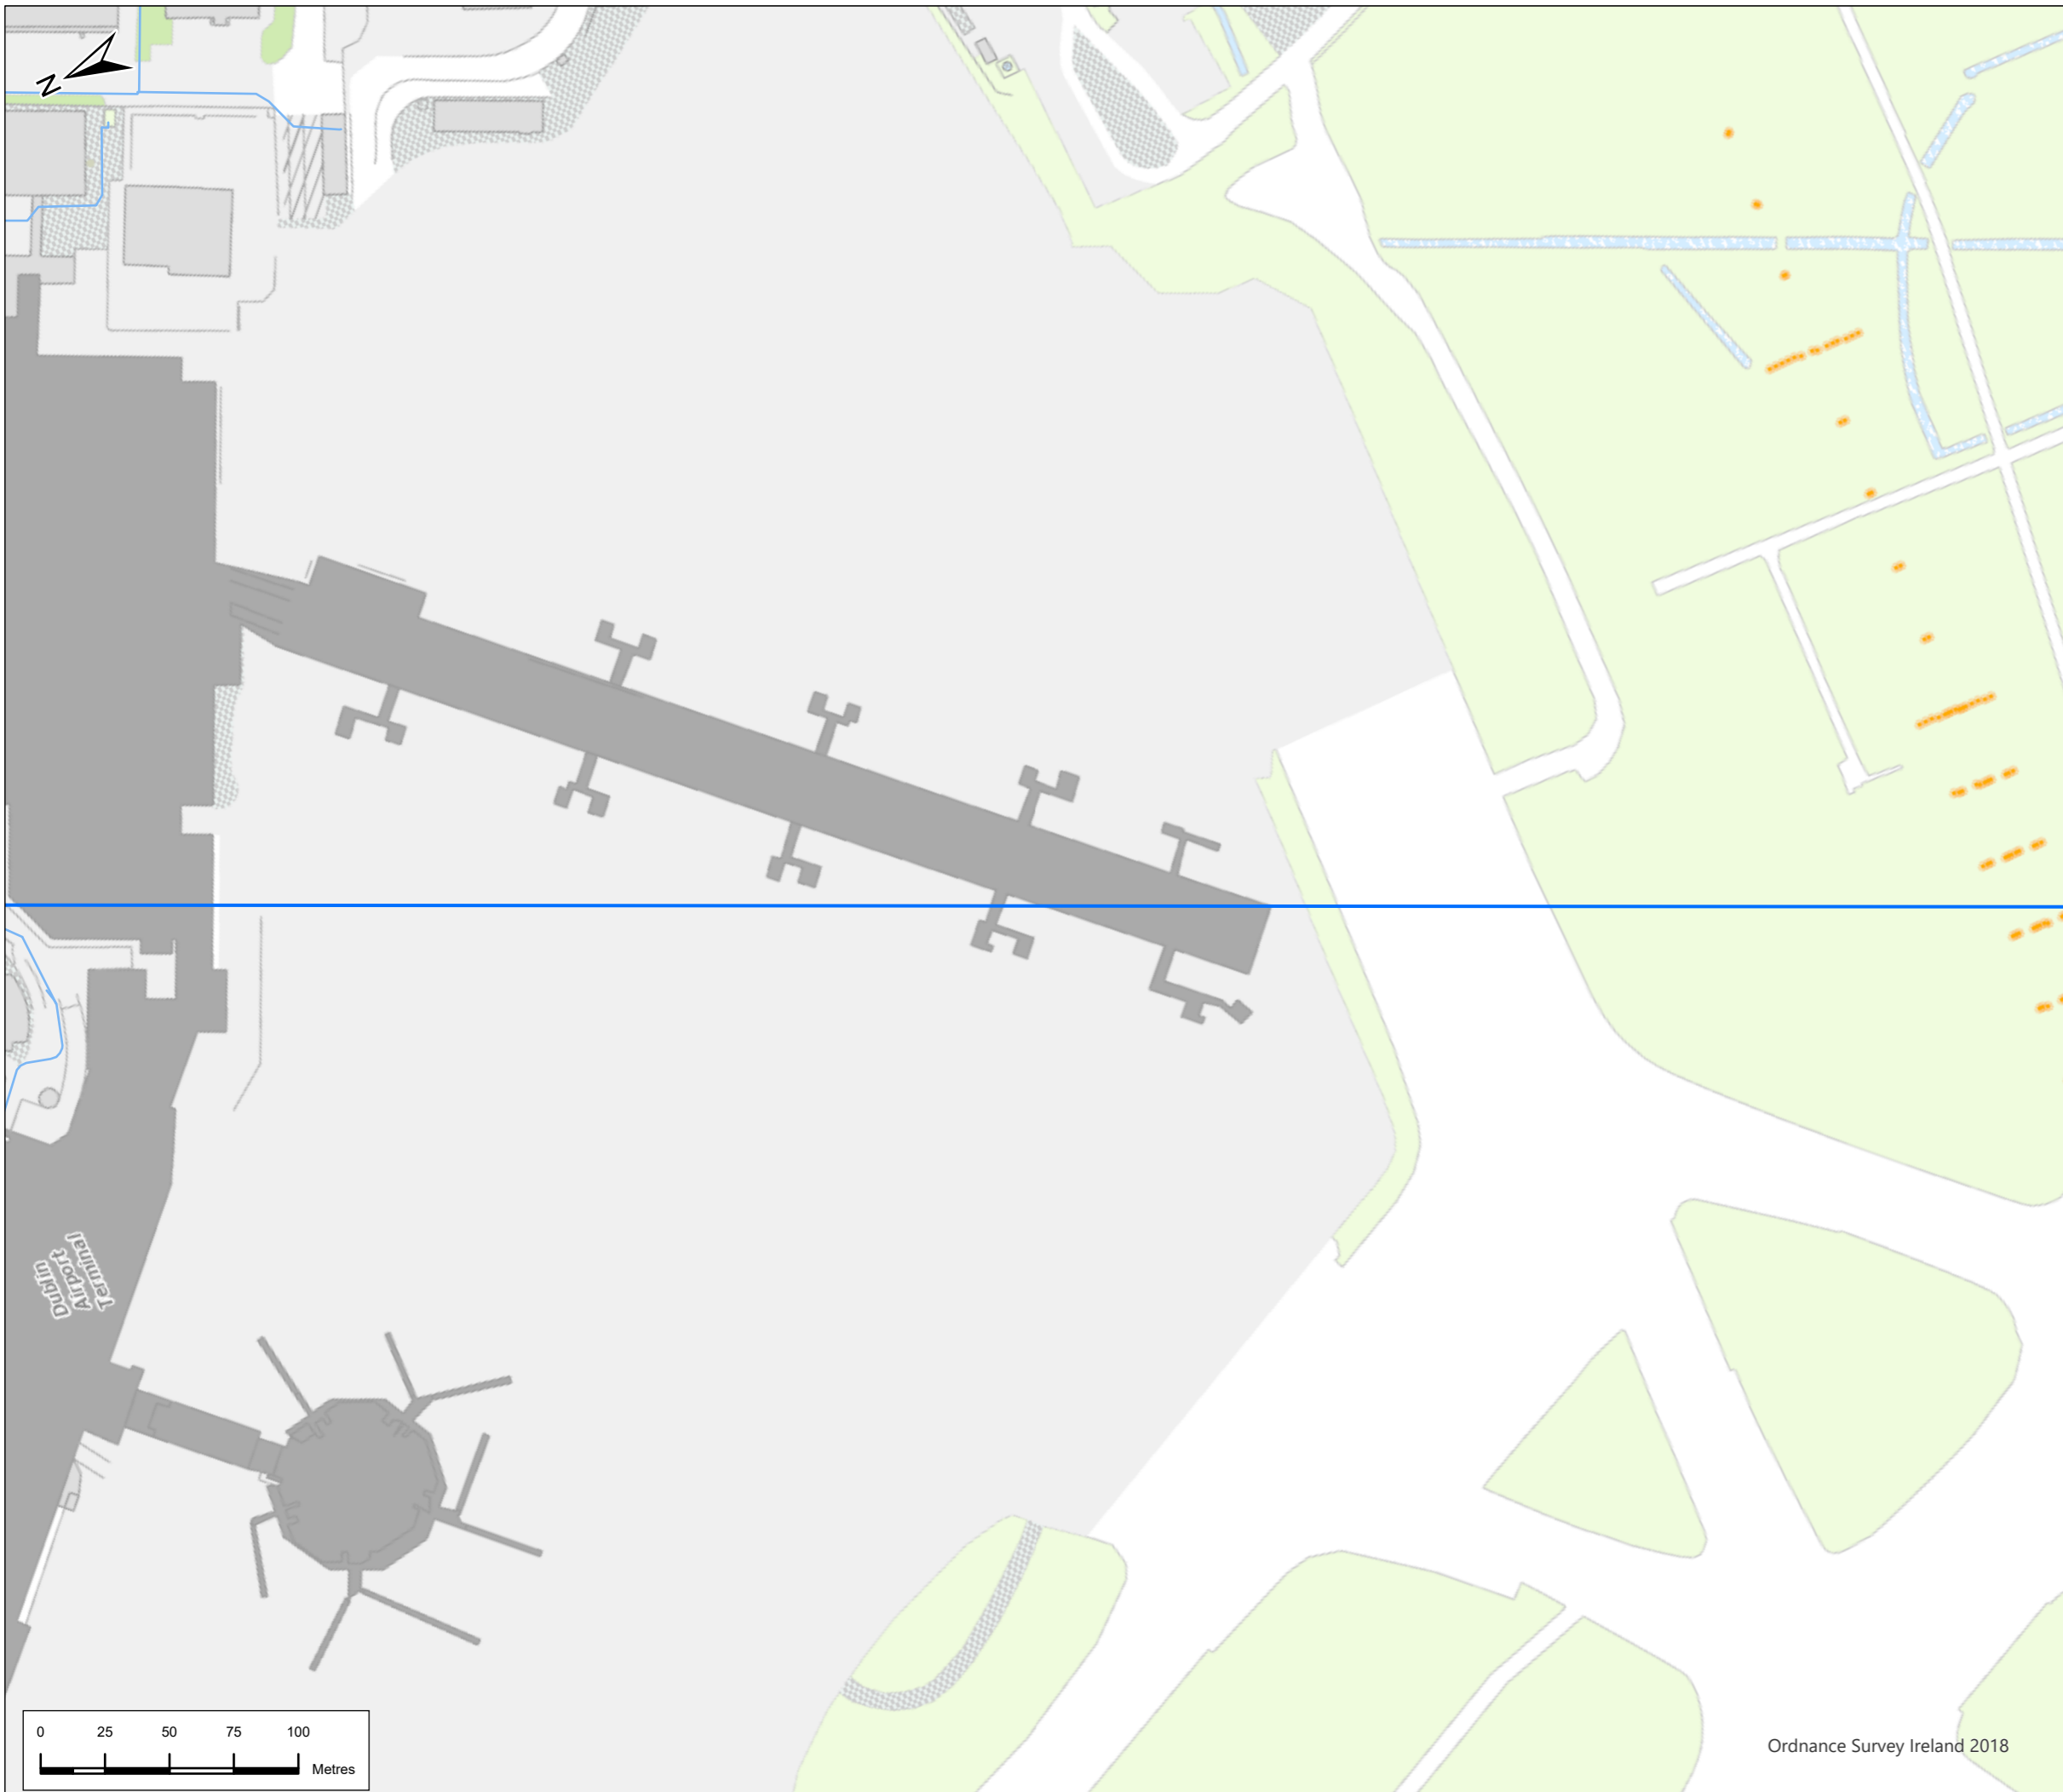 N
Dublin
Airport
Terminal
0 25 50 75 100
Metres
Ordnance Survey Ireland 2018